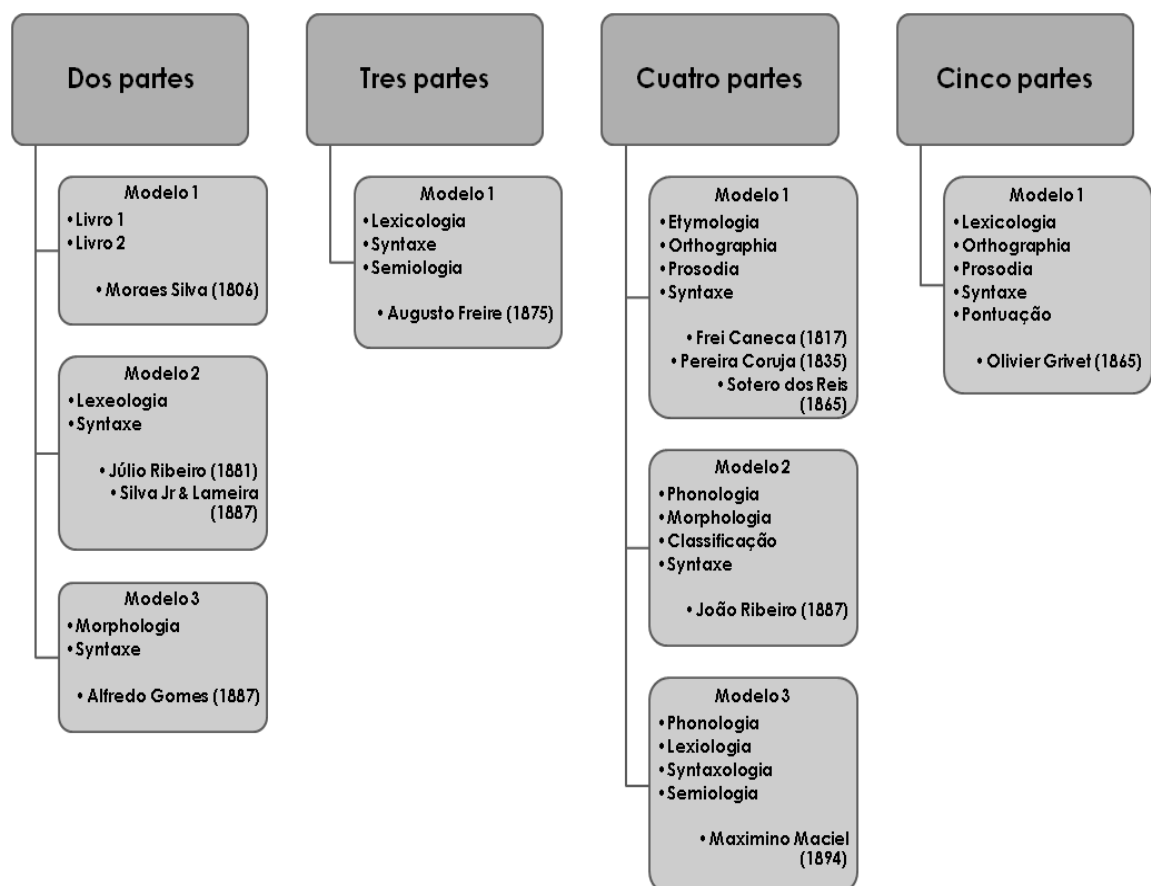 Dos partes
Modelo 1
• Livro 1
• Livro 2
• Moraes Silva (1806)
Modelo 2
• Lexeologia
• Syntaxe
• Júlio Ribeiro (1881)
• Silva Jr & Lameira
(1887)
Modelo 3
• Morphologia
• Syntaxe
• Alfredo Gomes (1887)
Tres partes
Modelo 1
• Lexicologia
• Syntaxe
• Semiologia
• Augusto Freire (1875)
Cuatro partes
Modelo 1
• Etymologia
• Orthographia
• Prosodia
• Syntaxe
• Frei Caneca (1817)
• Pereira Coruja (1835)
• Sotero dos Reis
(1865)
Modelo 2
• Phonologia
• Morphologia
• Classificação
• Syntaxe
• João Ribeiro (1887)
Modelo 3
• Phonologia
• Lexiologia
• Syntaxologia
• Semiologia
• Maximino Maciel
(1894)
Cinco partes
Modelo 1
• Lexicologia
• Orthographia
• Prosodia
• Syntaxe
• Pontuação
• Olivier Grivet (1865)